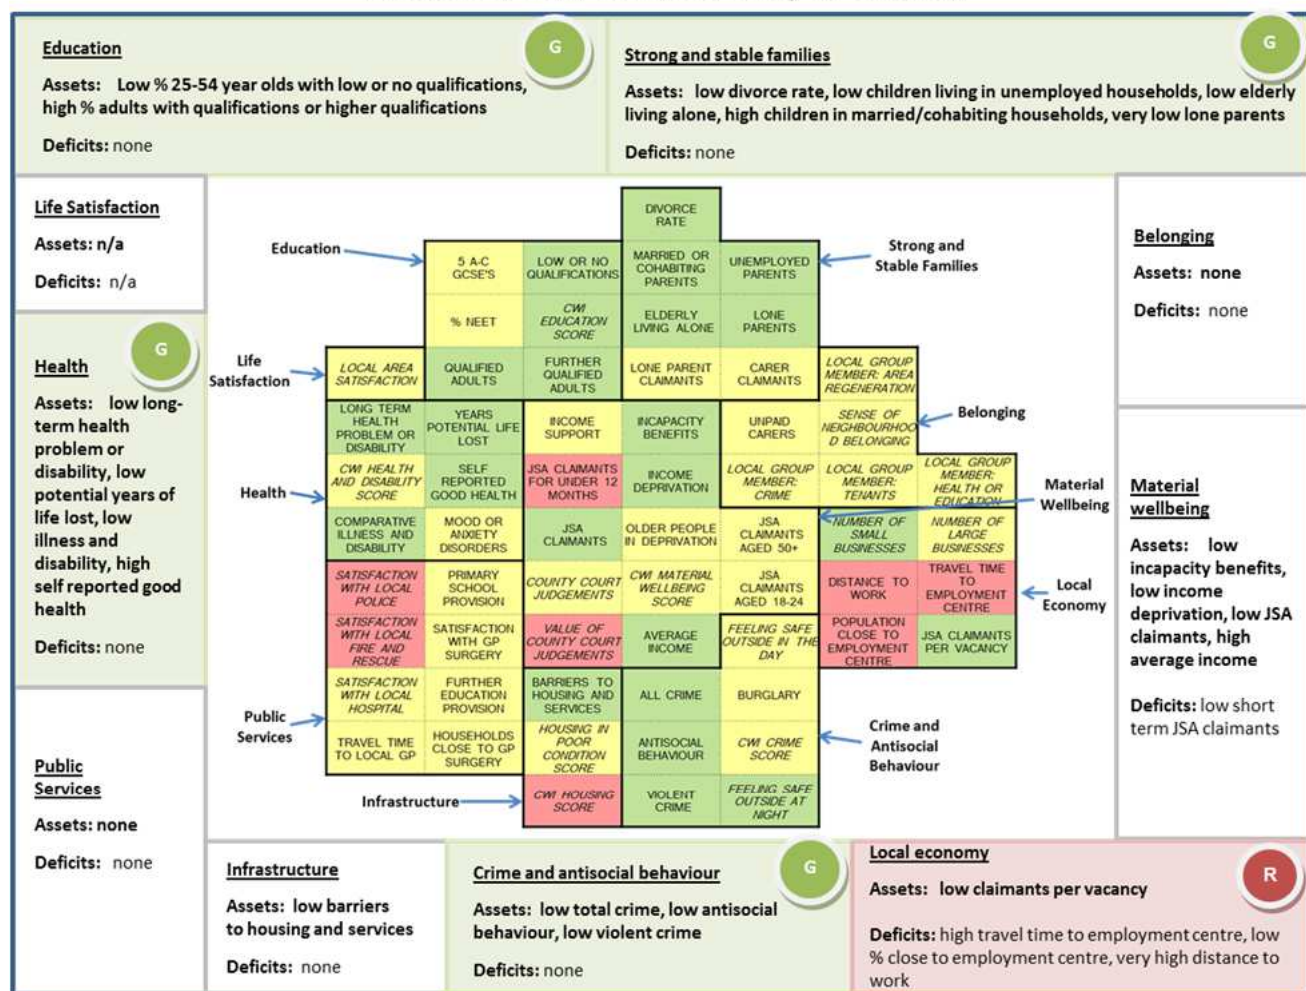 Education
G
Assets: Low % 25-54 year olds with low or no qualifications,
high % adults with qualifications or higher qualifications
Deficits: none
Strong and stable families
G
Assets: low divorce rate, low children living in unemployed households, low elderly
living alone, high children in married/cohabiting households, very low lone parents
Deficits: none
Life Satisfaction
Assets: n/a
Deficits: n/a
Health
G
Assets: low long-
term health
problem or
disability, low
potential years of
life lost, low
illness and
disability, high
self reported good
health
Deficits: none
Public
Services
Assets: none
Deficits: none
Education
Strong and
Stable Families
Life
Satisfaction
Belonging
Health
Material
Wellbeing
Local
Economy
Public
Services
Crime and
Antisocial
Behaviour
Infrastructure
DIVORCE
RATE
5 A-C
GCSE'S
LOW OR NO
QUALIFICATIONS
MARRIED OR
COHABITING
PARENTS
UNEMPLOYED
PARENTS
% NEET
CWI
EDUCATION
SCORE
ELDERLY
LIVING ALONE
LONE
PARENTS
LOCAL AREA
SATISFACTION
QUALIFIED
ADULTS
FURTHER
QUALIFIED
ADULTS
LONE PARENT
CLAIMANTS
CARER
CLAIMANTS
LOCAL GROUP
MEMBER: AREA
REGENERATION
LONG TERM
HEALTH
PROBLEM OR
DISABILITY
YEARS
POTENTIAL LIFE
LOST
INCOME
SUPPORT
INCAPACITY
BENEFITS
UNPAID
CARERS
SENSE OF
NEIGHBOURHOO
D BELONGING
CWI HEALTH
AND DISABILITY
SCORE
SELF
REPORTED
GOOD HEALTH
JSA CLAIMANTS
FOR UNDER 12
MONTHS
INCOME
DEPRIVATION
LOCAL GROUP
MEMBER: CRIME
LOCAL GROUP
MEMBER:
TENANTS
LOCAL GROUP
MEMBER:
HEALTH OR
EDUCATION
COMPARATIVE
ILLNESS AND
DISABILITY
MOOD OR
ANXIETY
DISORDERS
JSA
CLAIMANTS
OLDER PEOPLE
IN DEPRIVATION
JSA
CLAIMANTS
AGED 50+
NUMBER OF
SMALL
BUSINESSES
NUMBER OF
LARGE
BUSINESSES
SATISFACTION
WITH LOCAL
POLICE
PRIMARY
SCHOOL
PROVISION
COUNTY COURT
JUDGEMENTS
CWI MATERIAL
WELLBEING
SCORE
JSA
CLAIMANTS
AGED 18-24
DISTANCE TO
WORK
TRAVEL TIME
TO
EMPLOYMENT
CENTRE
SATISFACTION
WITH LOCAL
FIRE AND
RESCUE
SATISFACTION
WITH GP
SURGERY
VALUE OF
COUNTY COURT
JUDGEMENTS
AVERAGE
INCOME
FEELING SAFE
OUTSIDE IN THE
DAY
POPULATION
CLOSE TO
EMPLOYMENT
CENTRE
JSA CLAIMANTS
PER VACANCY
SATISFACTION
WITH LOCAL
HOSPITAL
FURTHER
EDUCATION
PROVISION
BARRIERS TO
HOUSING AND
SERVICES
ALL CRIME
BURGLARY
TRAVEL TIME
TO LOCAL GP
HOUSEHOLDS
CLOSE TO GP
SURGERY
HOUSING IN
POOR
CONDITION
SCORE
ANTISOCIAL
BEHAVIOUR
CWI CRIME
SCORE
CWI HOUSING
SCORE
VIOLENT
CRIME
FEELING SAFE
OUTSIDE AT
NIGHT
Belonging
Assets: none
Deficits: none
Material
wellbeing
Assets: low
incapacity benefits,
low income
deprivation, low JSA
claimants, high
average income
Deficits: low short
term JSA claimants
Infrastructure
Assets: low barriers
to housing and services
Deficits: none
Crime and antisocial behaviour
G
Assets: low total crime, low antisocial
behaviour, low violent crime
Deficits: none
Local economy
R
Assets: low claimants per vacancy
Deficits: high travel time to employment centre, low
% close to employment centre, very high distance to
work